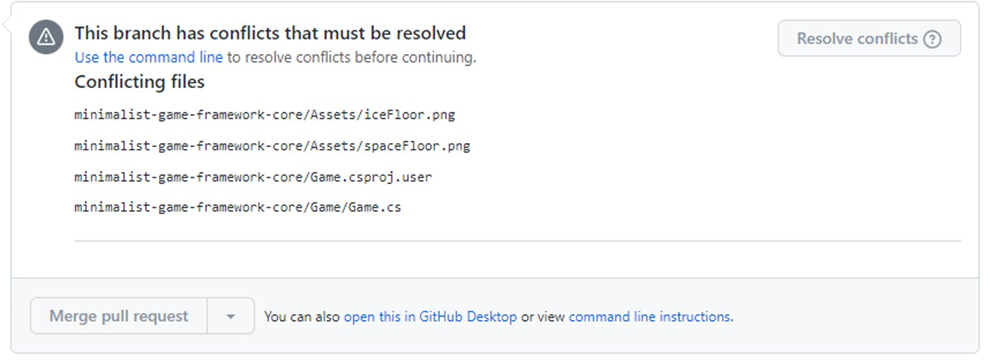 This branch has conflicts that must be resolved
Resolve conflicts ?
Use the command line to resolve conflicts before continuing.
Conflicting files
minimalist-game-framework-core/Assets/iceFloor.png
minimalist-game-framework-core/Assets/spaceFloor.png
minimalist-game-framework-core/Game.csproj.user
minimalist-game-framework-core/Game/Game.cs
Merge pull request
You can also open this in GitHub Desktop or view command line instructions.